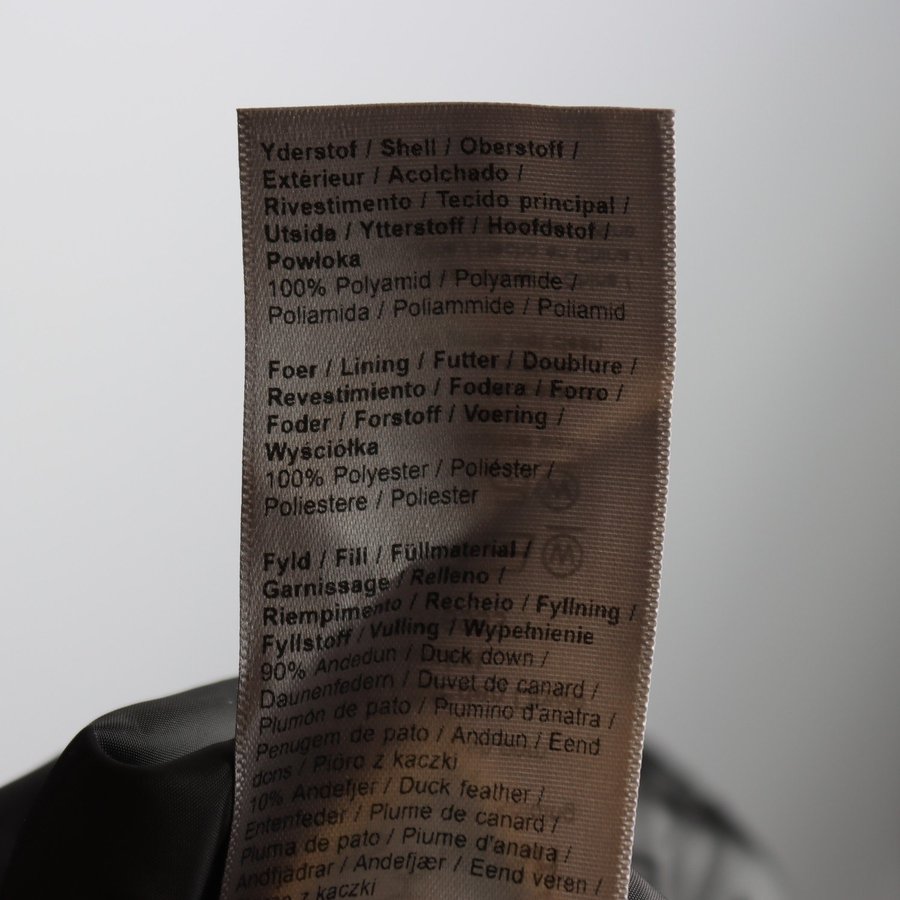 Yderstof / Shell / Oberstoff /
Extérieur / Acolchado /
Rivestimento / Tecido principal /
Utsida / Ytterstoff / Hoofdstof /
Powłoka
100% Polyamid / Polyamide /
Poliamida / Poliammide / Poliamid
Foer / Lining / Futter / Doublure /
Revestimiento / Fodera / Forro /
Foder / Forstoff / Voering /
Wyściółka
100% Polyester / Poliéster /
Poliestere / Poliester
Fyld / Fill / Füllmaterial /
Garnissage / Relleno /
Riempimento / Recheio / Fyllning /
Fyllstoff / Vulling / Wypełnienie
90% Andedun / Duck down /
Daunenfedern / Duvet de canard /
Plumón de pato / Piumino d'anatra /
Penugem de pato / Anddun / Eend
dons / Pióro z kaczki
10% Andefjer / Duck feather /
Entenfeder / Plume de canard /
Pluma de pato / Piume d'anatra /
Andfjädrar / Andefjær / Eend veren /
z kaczki